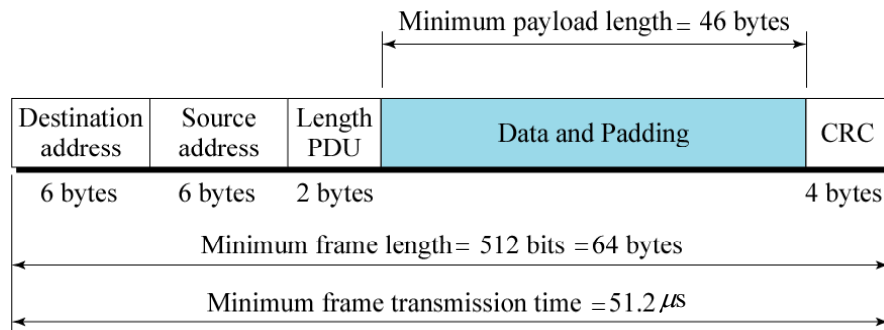 Minimum payload length = 46 bytes
Destination address
Source address
Length PDU
Data and Padding
CRC
6 bytes
6 bytes
2 bytes
4 bytes
Minimum frame length = 512 bits = 64 bytes
Minimum frame transmission time = 51.2 μs